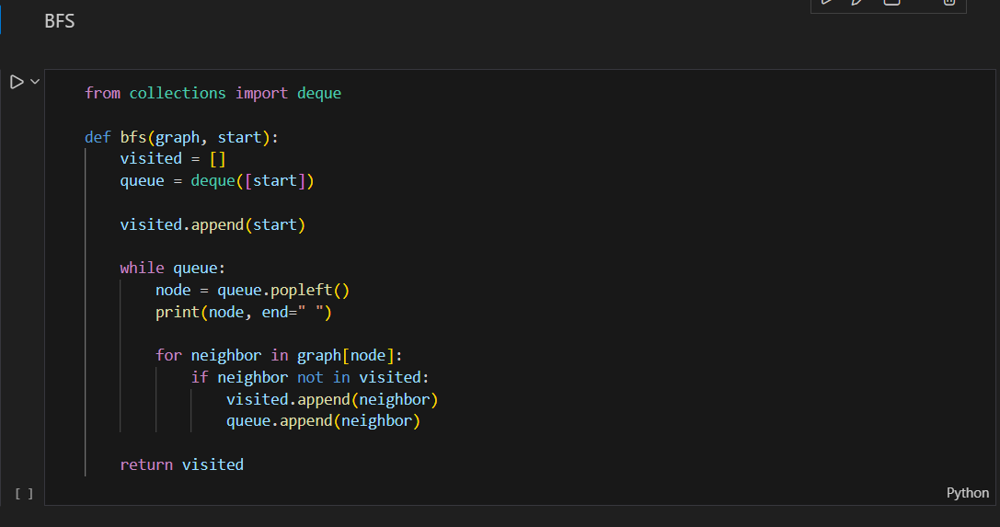 BFS
from collections import deque
def bfs(graph, start):
    visited = []
    queue = deque([start])
    visited.append(start)
    while queue:
        node = queue.popleft()
        print(node, end=" ")
        for neighbor in graph[node]:
            if neighbor not in visited:
                visited.append(neighbor)
                queue.append(neighbor)
    return visited
[ ]
Python